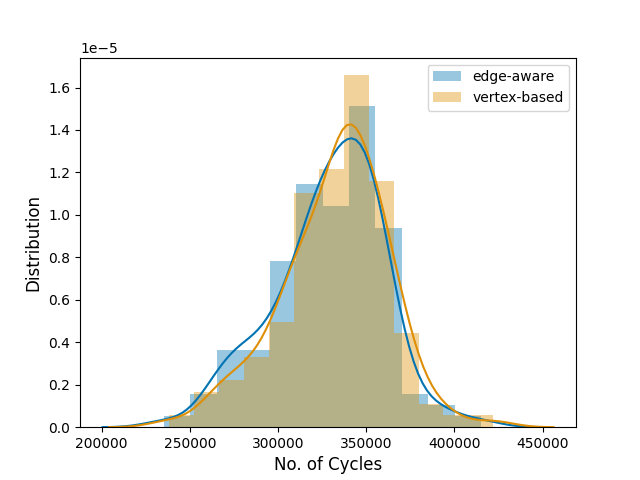 1e−5
edge-aware
vertex-based
1.6
1.4
1.2
1.0
0.8
0.6
0.4
0.2
0.0
Distribution
200000 250000 300000 350000 400000 450000
No. of Cycles